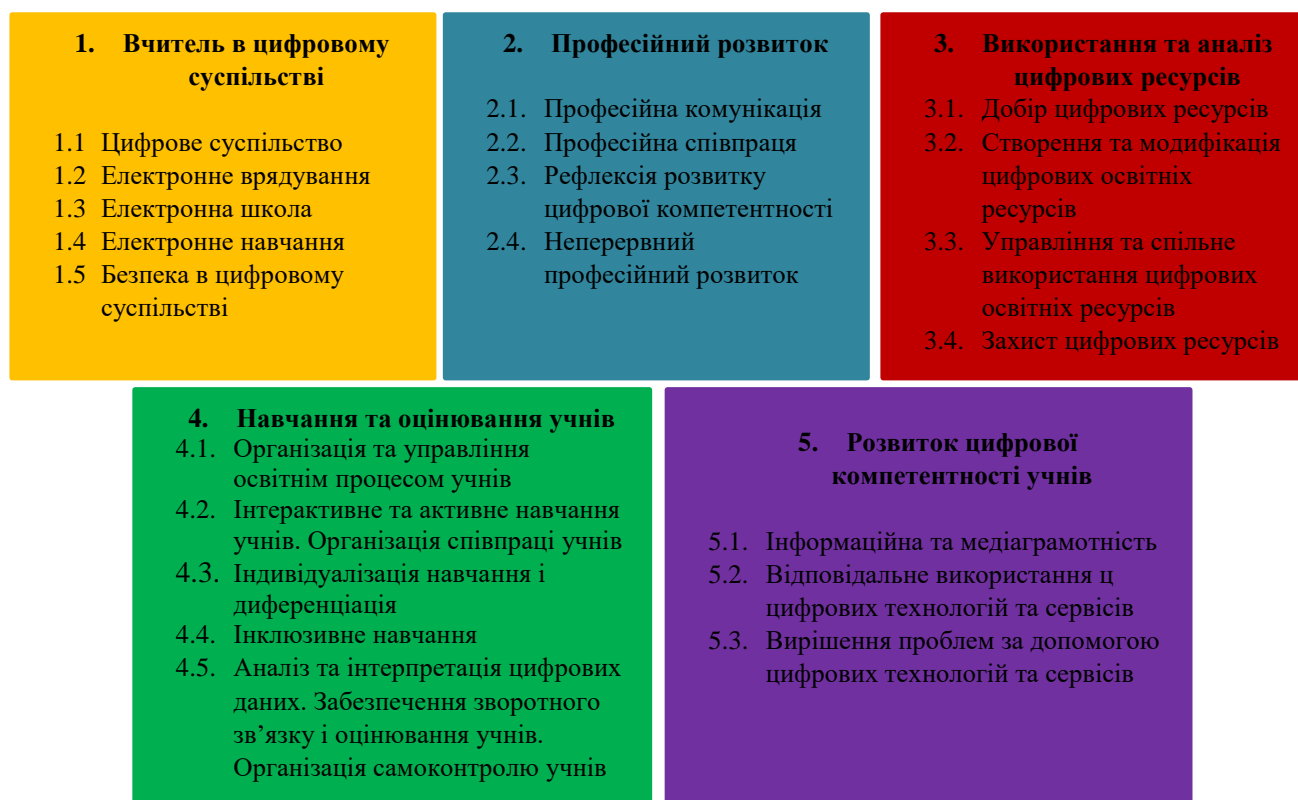 1. Вчитель в цифровому
суспільстві
1.1 Цифрове суспільство
1.2 Електронне врядування
1.3 Електронна школа
1.4 Електронне навчання
1.5 Безпека в цифровому
суспільстві
2. Професійний розвиток
2.1. Професійна комунікація
2.2. Професійна співпраця
2.3. Рефлексія розвитку
цифрової компетентності
2.4. Неперервний
професійний розвиток
3. Використання та аналіз
цифрових ресурсів
3.1. Добір цифрових ресурсів
3.2. Створення та модифікація
цифрових освітніх
ресурсів
3.3. Управління та спільне
використання цифрових
освітніх ресурсів
3.4. Захист цифрових ресурсів
4. Навчання та оцінювання учнів
4.1. Організація та управління
освітнім процесом учнів
4.2. Інтерактивне та активне навчання
учнів. Організація співпраці учнів
4.3. Індивідуалізація навчання і
диференціація
4.4. Інклюзивне навчання
4.5. Аналіз та інтерпретація цифрових
даних. Забезпечення зворотного
зв’язку і оцінювання учнів.
Організація самоконтролю учнів
5. Розвиток цифрової
компетентності учнів
5.1. Інформаційна та медіаграмотність
5.2. Відповідальне використання ц
цифрових технологій та сервісів
5.3. Вирішення проблем за допомогою
цифрових технологій та сервісів